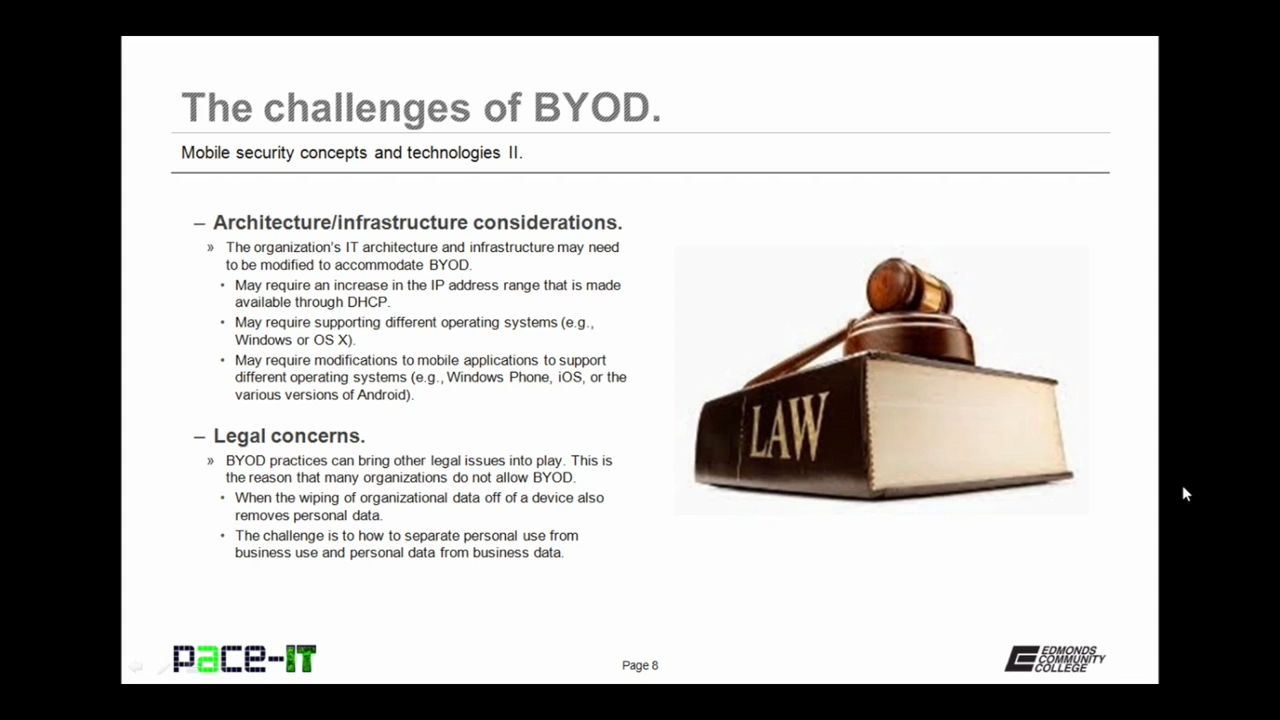 The challenges of BYOD.
Mobile security concepts and technologies II.
– Architecture/infrastructure considerations.
» The organization's IT architecture and infrastructure may need
to be modified to accommodate BYOD.
• May require an increase in the IP address range that is made
available through DHCP.
• May require supporting different operating systems (e.g.,
Windows or OS X).
• May require modifications to mobile applications to support
different operating systems (e.g., Windows Phone, iOS, or the
various versions of Android).
– Legal concerns.
» BYOD practices can bring other legal issues into play. This is
the reason that many organizations do not allow BYOD.
• When the wiping of organizational data off of a device also
removes personal data.
• The challenge is to how to separate personal use from
business use and personal data from business data.
LAW
pace-IT
Page 8
EDMONDS
COMMUNITY
COLLEGE